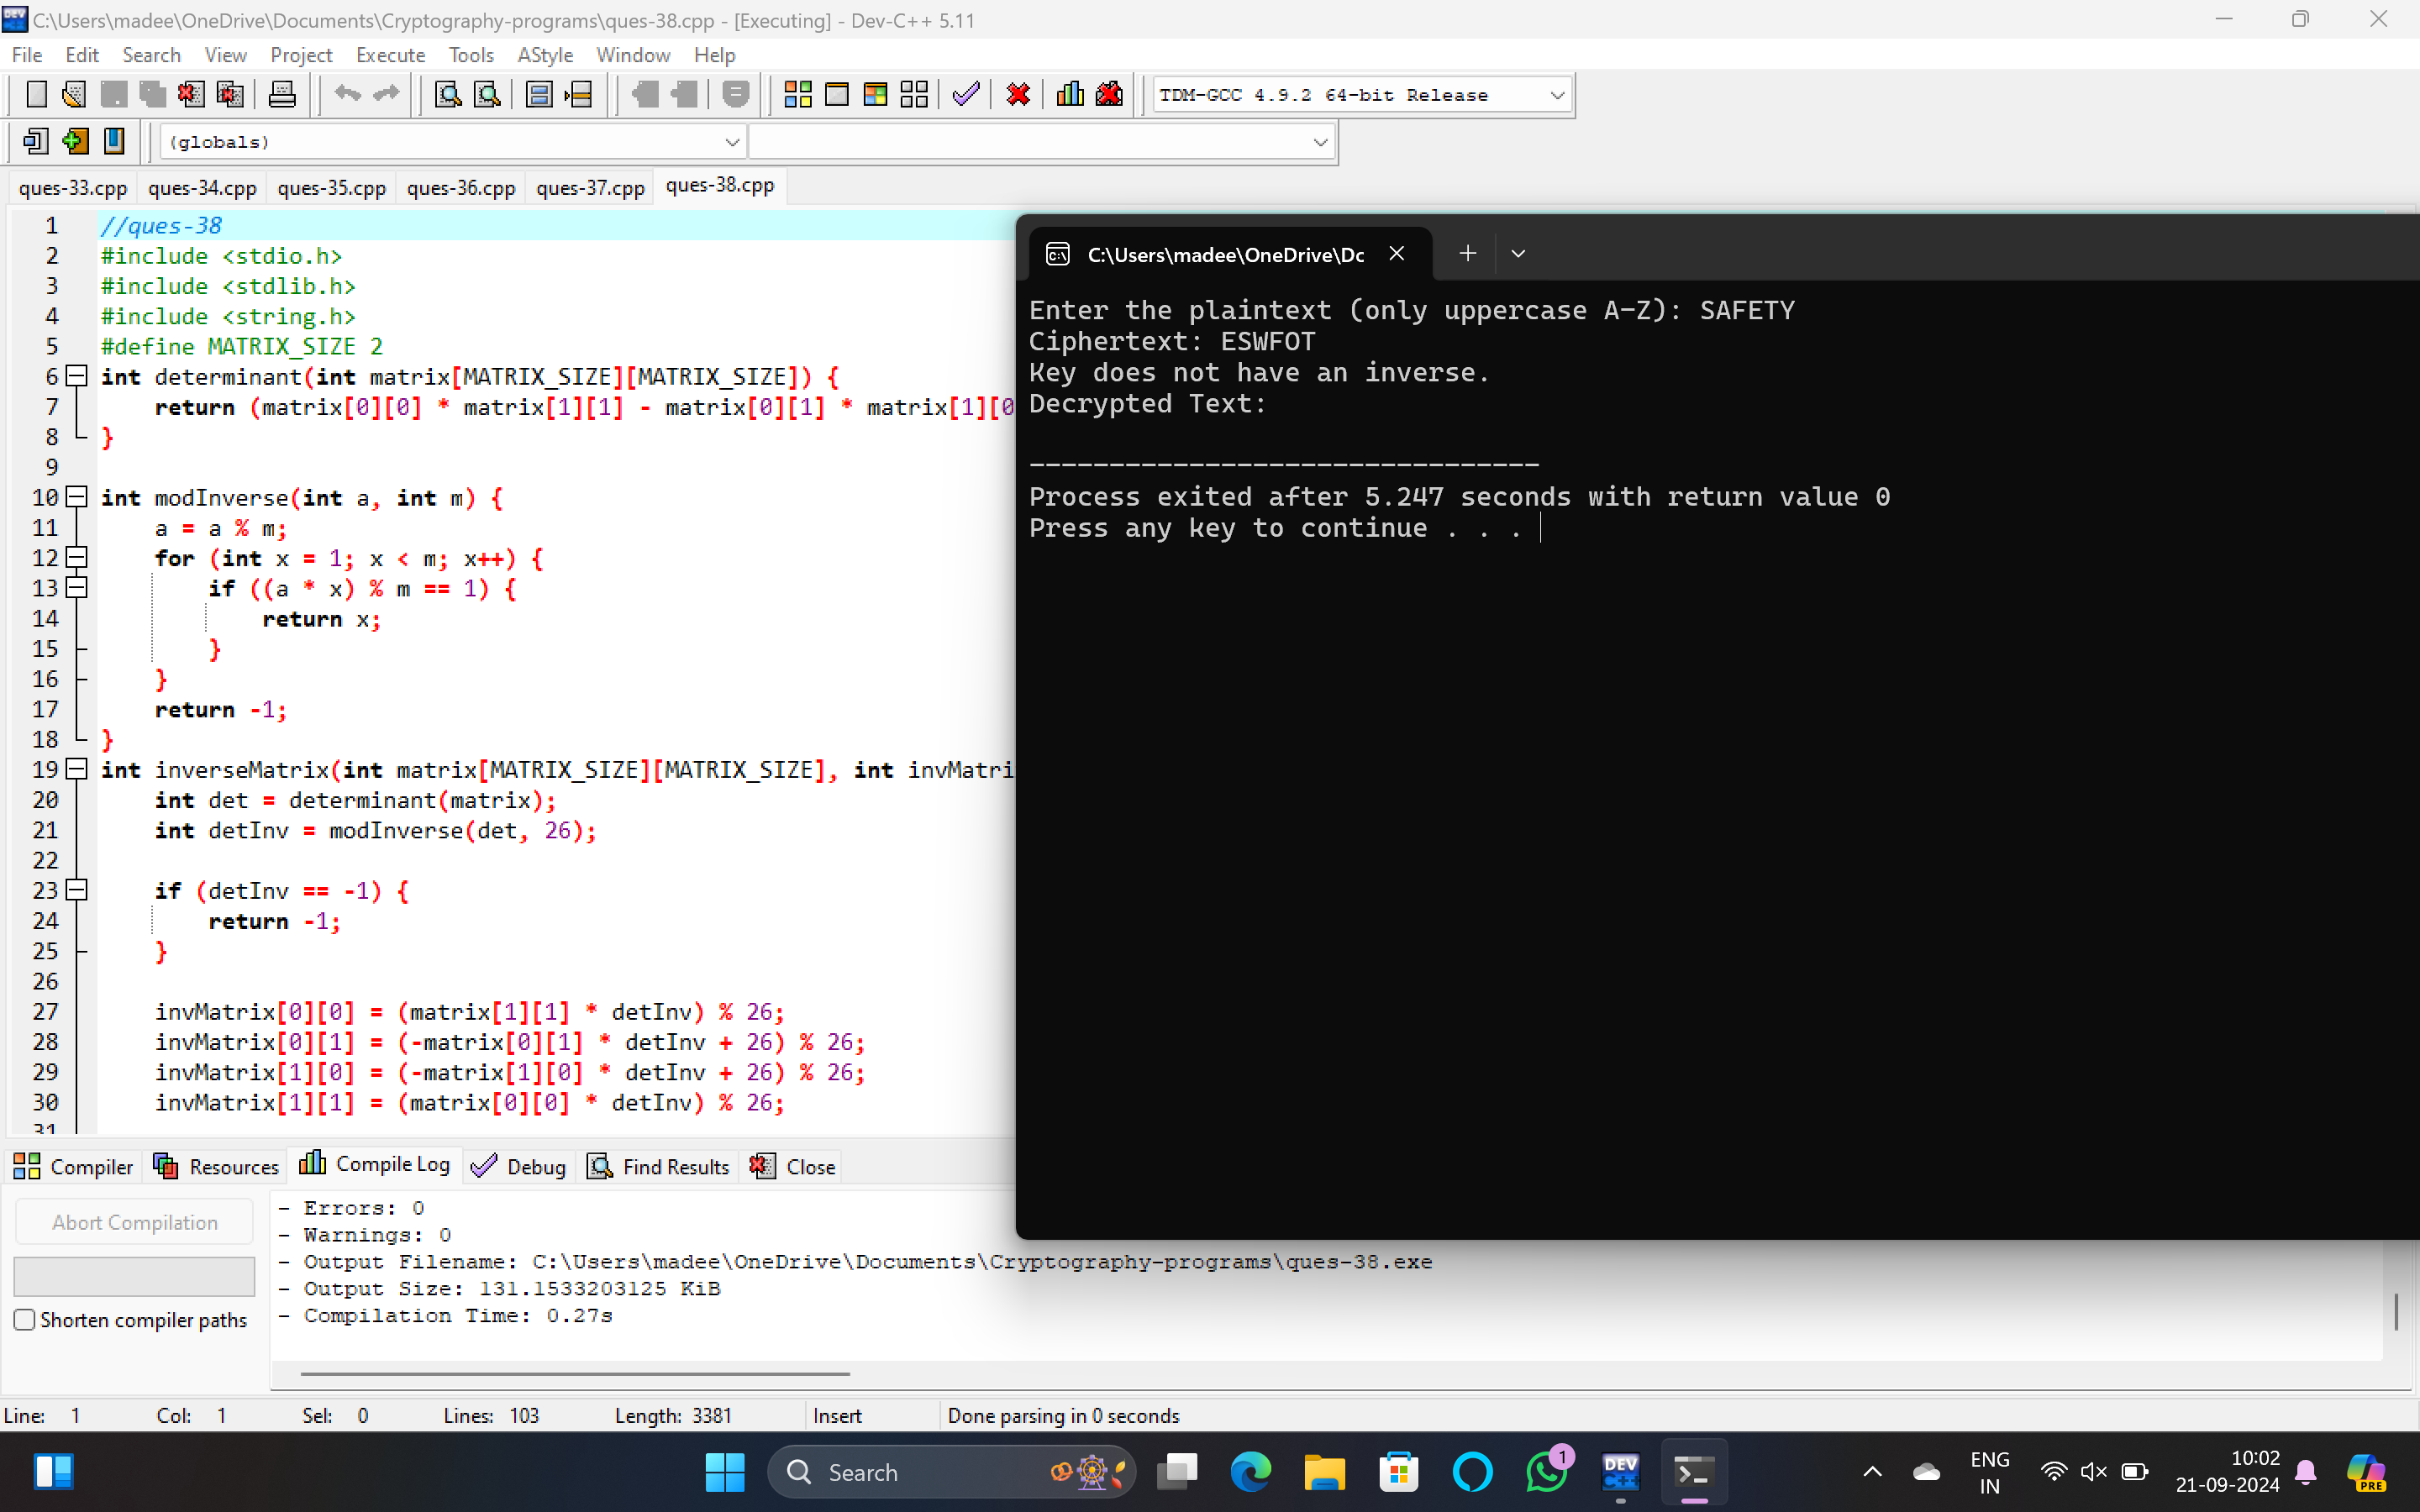 C:\Users\madee\OneDrive\Documents\Cryptography-programs\ques-38.cpp - [Executing] - Dev-C++ 5.11
File Edit Search View Project Execute Tools AStyle Window Help
TDM-GCC 4.9.2 64-bit Release
(globals)
ques-33.cpp ques-34.cpp ques-35.cpp ques-36.cpp ques-37.cpp ques-38.cpp
1 //ques-38
2 #include <stdio.h>
3 #include <stdlib.h>
4 #include <string.h>
5 #define MATRIX_SIZE 2
6 int determinant(int matrix[MATRIX_SIZE][MATRIX_SIZE]) {
7 return (matrix[0][0] * matrix[1][1] - matrix[0][1] * matrix[1][0
8 }
9
10 int modInverse(int a, int m) {
11 a = a % m;
12 for (int x = 1; x < m; x++) {
13 if ((a * x) % m == 1) {
14 return x;
15 }
16 }
17 return -1;
18 }
19 int inverseMatrix(int matrix[MATRIX_SIZE][MATRIX_SIZE], int invMatri
20 int det = determinant(matrix);
21 int detInv = modInverse(det, 26);
22
23 if (detInv == -1) {
24 return -1;
25 }
26
27 invMatrix[0][0] = (matrix[1][1] * detInv) % 26;
28 invMatrix[0][1] = (-matrix[0][1] * detInv + 26) % 26;
29 invMatrix[1][0] = (-matrix[1][0] * detInv + 26) % 26;
30 invMatrix[1][1] = (matrix[0][0] * detInv) % 26;
31
C:\Users\madee\OneDrive\Dc
Enter the plaintext (only uppercase A-Z): SAFETY
Ciphertext: ESWFOT
Key does not have an inverse.
Decrypted Text:
--------------------------------
Process exited after 5.247 seconds with return value 0
Press any key to continue . . .
Compiler Resources Compile Log Debug Find Results Close
Abort Compilation
Shorten compiler paths
- Errors: 0
- Warnings: 0
- Output Filename: C:\Users\madee\OneDrive\Documents\Cryptography-programs\ques-38.exe
- Output Size: 131.1533203125 KiB
- Compilation Time: 0.27s
Line: 1 Col: 1 Sel: 0 Lines: 103 Length: 3381 Insert Done parsing in 0 seconds
Search
DEV C++
1
ENG
IN
10:02
21-09-2024
PRE